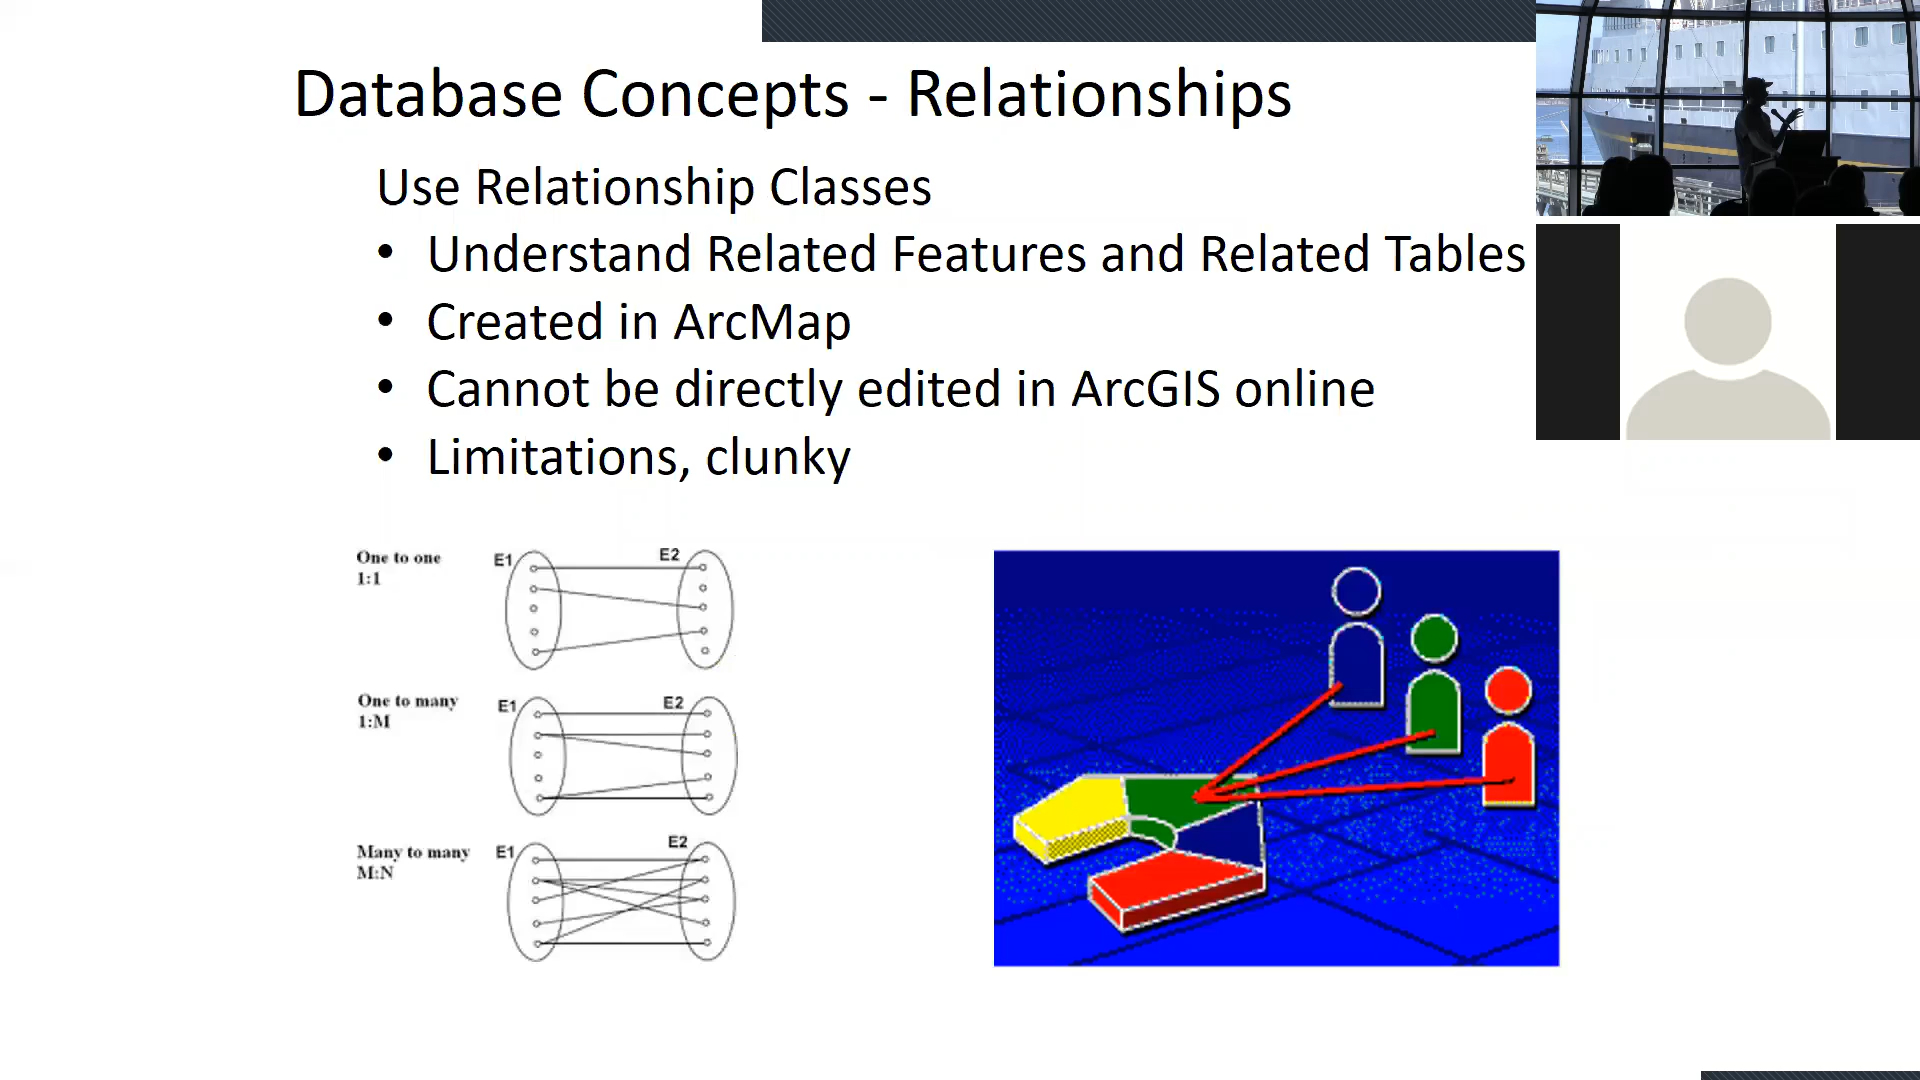 Database Concepts - Relationships
Use Relationship Classes
• Understand Related Features and Related Tables
• Created in ArcMap
• Cannot be directly edited in ArcGIS online
• Limitations, clunky
One to one
1:1
E1
E2
One to many
1:M
E1
E2
Many to many
M:N
E1
E2